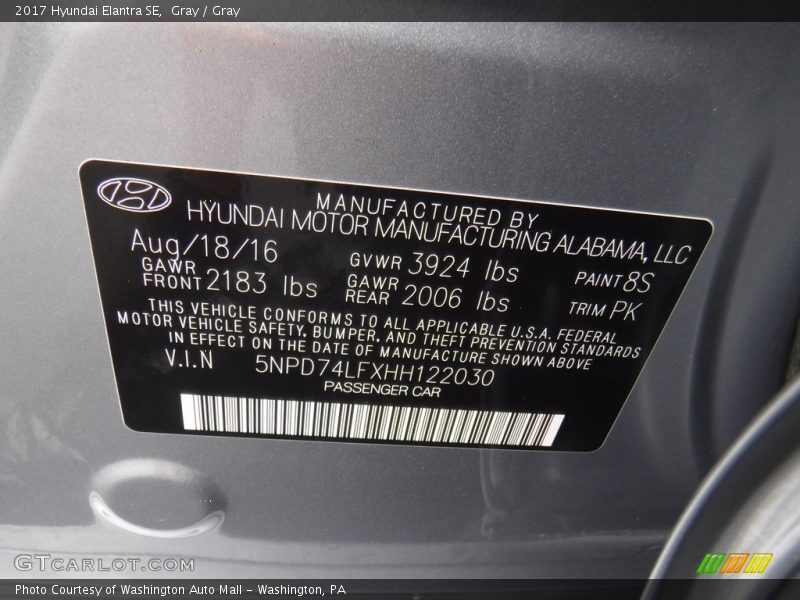 2017 Hyundai Elantra SE,  Gray / Gray
MANUFACTURED BY
HYUNDAI MOTOR MANUFACTURING ALABAMA, LLC
Aug/18/16 GVWR 3924 lbs PAINT 8S
GAWR FRONT 2183 lbs GAWR REAR 2006 lbs TRIM PK
THIS VEHICLE CONFORMS TO ALL APPLICABLE U.S.A. FEDERAL
MOTOR VEHICLE SAFETY, BUMPER, AND THEFT PREVENTION STANDARDS
IN EFFECT ON THE DATE OF MANUFACTURE SHOWN ABOVE
V.I.N 5NPD74LFXHH122030
PASSENGER CAR
GTCARLOT.COM
Photo Courtesy of Washington Auto Mall - Washington, PA